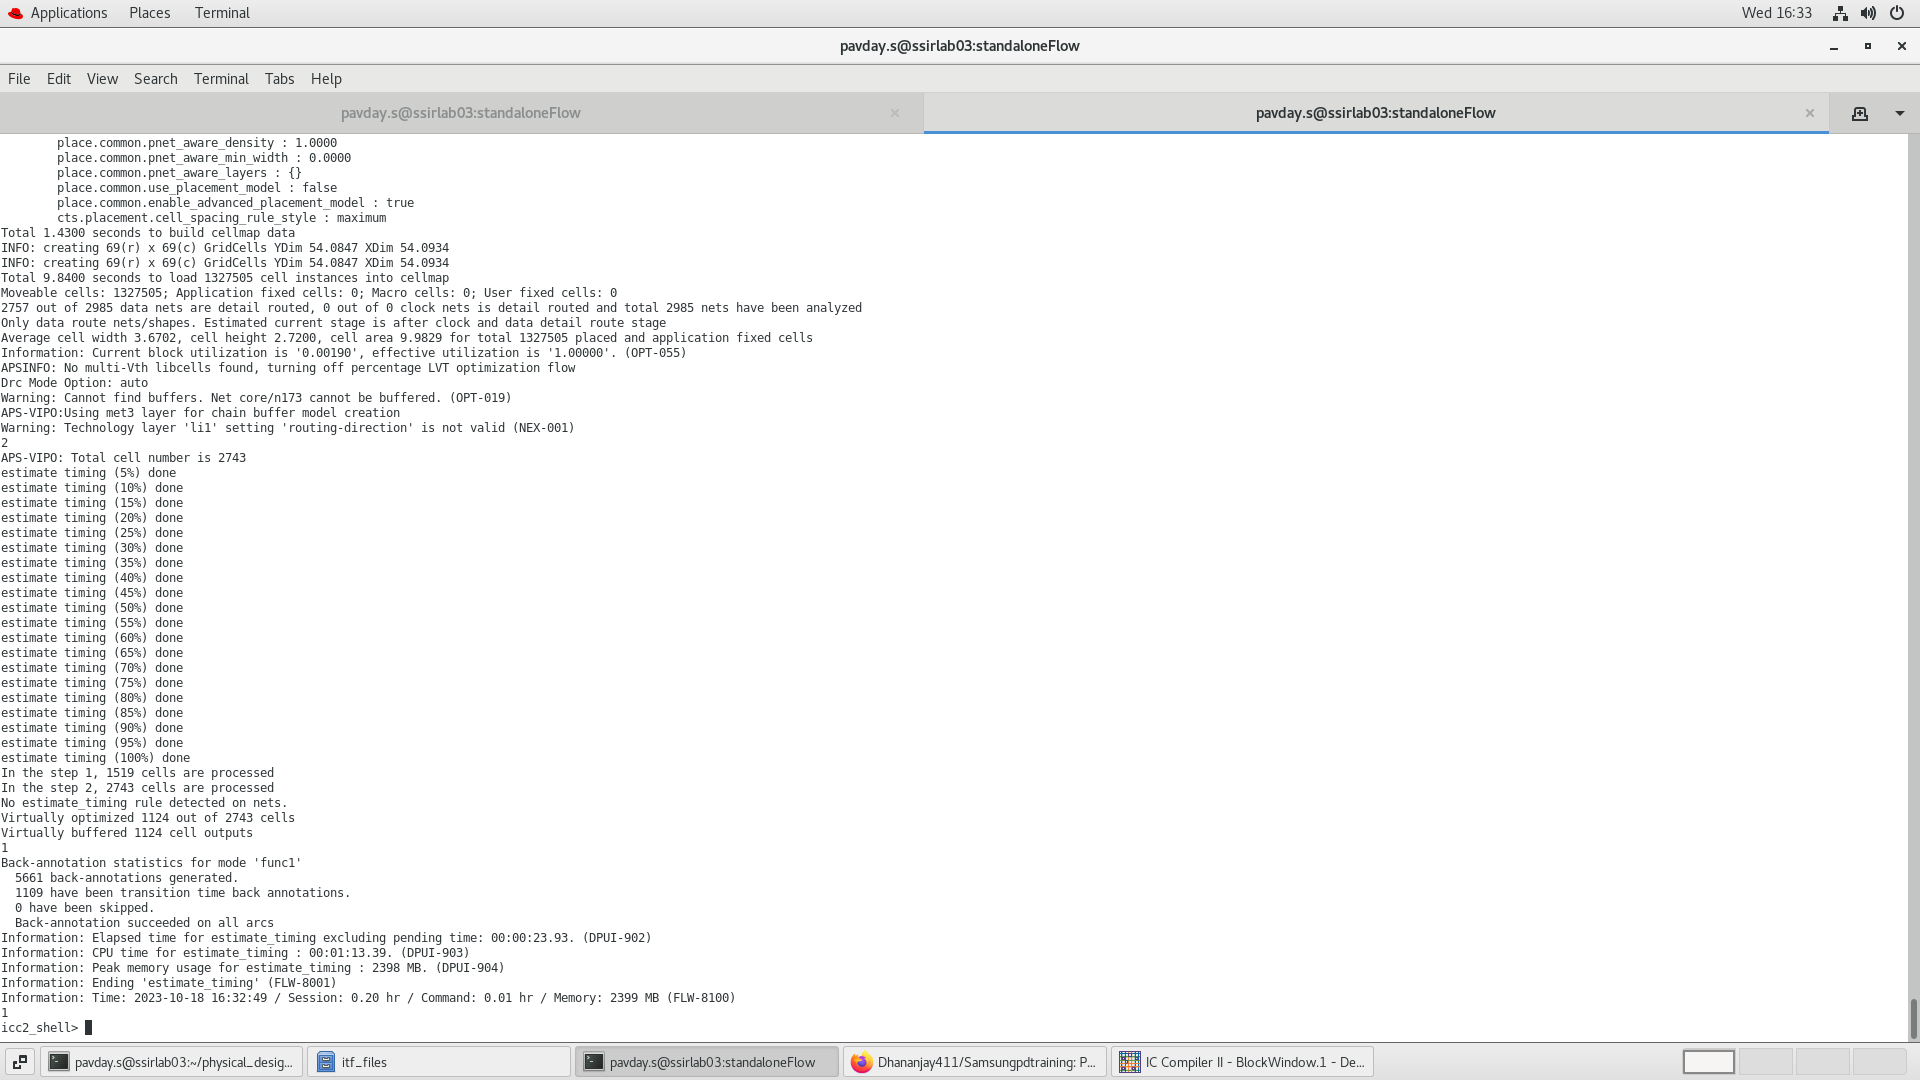 Applications Places Terminal Wed 16:33
pavday.s@ssirlab03:standaloneFlow
File Edit View Search Terminal Tabs Help
pavday.s@ssirlab03:standaloneFlow pavday.s@ssirlab03:standaloneFlow
place.common.pnet_aware_density : 1.0000
place.common.pnet_aware_min_width : 0.0000
place.common.pnet_aware_layers : {}
place.common.use_placement_model : false
place.common.enable_advanced_placement_model : true
cts.placement.cell_spacing_rule_style : maximum
Total 1.4300 seconds to build cellmap data
INFO: creating 69(r) x 69(c) GridCells YDim 54.0847 XDim 54.0934
INFO: creating 69(r) x 69(c) GridCells YDim 54.0847 XDim 54.0934
Total 9.8400 seconds to load 1327505 cell instances into cellmap
Moveable cells: 1327505; Application fixed cells: 0; Macro cells: 0; User fixed cells: 0
2757 out of 2985 data nets are detail routed, 0 out of 0 clock nets is detail routed and total 2985 nets have been analyzed
Only data route nets/shapes. Estimated current stage is after clock and data detail route stage
Average cell width 3.6702, cell height 2.7200, cell area 9.9829 for total 1327505 placed and application fixed cells
Information: Current block utilization is '0.00190', effective utilization is '1.00000'. (OPT-055)
APSINFO: No multi-Vth libcells found, turning off percentage LVT optimization flow
Drc Mode Option: auto
Warning: Cannot find buffers. Net core/n173 cannot be buffered. (OPT-019)
APS-VIPO:Using met3 layer for chain buffer model creation
Warning: Technology layer 'li1' setting 'routing-direction' is not valid (NEX-001)
2
APS-VIPO: Total cell number is 2743
estimate timing (5%) done
estimate timing (10%) done
estimate timing (15%) done
estimate timing (20%) done
estimate timing (25%) done
estimate timing (30%) done
estimate timing (35%) done
estimate timing (40%) done
estimate timing (45%) done
estimate timing (50%) done
estimate timing (55%) done
estimate timing (60%) done
estimate timing (65%) done
estimate timing (70%) done
estimate timing (75%) done
estimate timing (80%) done
estimate timing (85%) done
estimate timing (90%) done
estimate timing (95%) done
estimate timing (100%) done
In the step 1, 1519 cells are processed
In the step 2, 2743 cells are processed
No estimate_timing rule detected on nets.
Virtually optimized 1124 out of 2743 cells
Virtually buffered 1124 cell outputs
1
Back-annotation statistics for mode 'func1'
5661 back-annotations generated.
1109 have been transition time back annotations.
0 have been skipped.
Back-annotation succeeded on all arcs
Information: Elapsed time for estimate_timing excluding pending time: 00:00:23.93. (DPUI-902)
Information: CPU time for estimate_timing : 00:01:13.39. (DPUI-903)
Information: Peak memory usage for estimate_timing : 2398 MB. (DPUI-904)
Information: Ending 'estimate_timing' (FLW-8001)
Information: Time: 2023-10-18 16:32:49 / Session: 0.20 hr / Command: 0.01 hr / Memory: 2399 MB (FLW-8100)
1
icc2_shell>
pavday.s@ssirlab03:~/physical_desig... itf_files pavday.s@ssirlab03:standaloneFlow Dhananjay411/Samsungpdtraining: P... IC Compiler II - BlockWindow.1 - De...